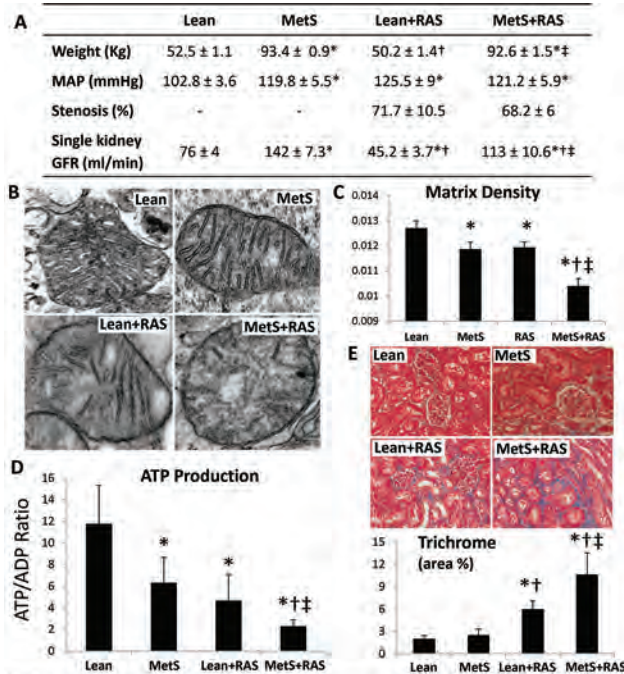 A
Lean MetS Lean+RAS MetS+RAS
Weight (Kg) 52.5 ± 1.1 93.4 ± 0.9* 50.2 ± 1.4† 92.6 ± 1.5*‡
MAP (mmHg) 102.8 ± 3.6 119.8 ± 5.5* 125.5 ± 9* 121.2 ± 5.9*
Stenosis (%) - - 71.7 ± 10.5 68.2 ± 6
Single kidney
GFR (ml/min) 76 ± 4 142 ± 7.3* 45.2 ± 3.7*† 113 ± 10.6*†‡
B
Lean
MetS
Lean+RAS
MetS+RAS
C
Matrix Density
0.014
0.013
0.012
0.011
0.01
0.009
* * *†‡
Lean MetS RAS MetS+RAS
D
ATP Production
ATP/ADP Ratio
16
14
12
10
8
6
4
2
0
* * *†‡
Lean MetS Lean+RAS MetS+RAS
E
Lean
MetS
Lean+RAS
MetS+RAS
Trichrome
(area %)
15
12
9
6
3
0
*† *†‡
Lean MetS Lean+RAS MetS+RAS